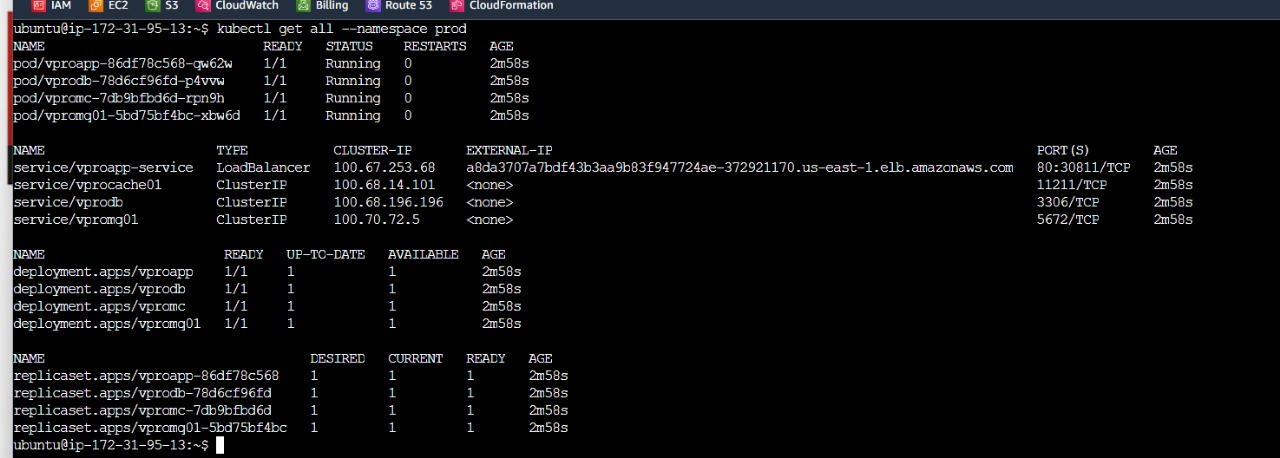 IAM EC2 S3 CloudWatch Billing Route 53 CloudFormation
ubuntu@ip-172-31-95-13:~$ kubectl get all --namespace prod
NAME READY STATUS RESTARTS AGE
pod/vproapp-86df78c568-qw62w 1/1 Running 0 2m58s
pod/vprodb-78d6cf96fd-p4vvw 1/1 Running 0 2m58s
pod/vpromc-7db9bfbd6d-rpn9h 1/1 Running 0 2m58s
pod/vpromq01-5bd75bf4bc-xbw6d 1/1 Running 0 2m58s
NAME TYPE CLUSTER-IP EXTERNAL-IP PORT(S) AGE
service/vproapp-service LoadBalancer 100.67.253.68 a8da3707a7bdf43b3aa9b83f947724ae-372921170.us-east-1.elb.amazonaws.com 80:30811/TCP 2m58s
service/vprocache01 ClusterIP 100.68.14.101 <none> 11211/TCP 2m58s
service/vprodb ClusterIP 100.68.196.196 <none> 3306/TCP 2m58s
service/vpromq01 ClusterIP 100.70.72.5 <none> 5672/TCP 2m58s
NAME READY UP-TO-DATE AVAILABLE AGE
deployment.apps/vproapp 1/1 1 1 2m58s
deployment.apps/vprodb 1/1 1 1 2m58s
deployment.apps/vpromc 1/1 1 1 2m58s
deployment.apps/vpromq01 1/1 1 1 2m58s
NAME DESIRED CURRENT READY AGE
replicaset.apps/vproapp-86df78c568 1 1 1 2m58s
replicaset.apps/vprodb-78d6cf96fd 1 1 1 2m58s
replicaset.apps/vpromc-7db9bfbd6d 1 1 1 2m58s
replicaset.apps/vpromq01-5bd75bf4bc 1 1 1 2m58s
ubuntu@ip-172-31-95-13:~$